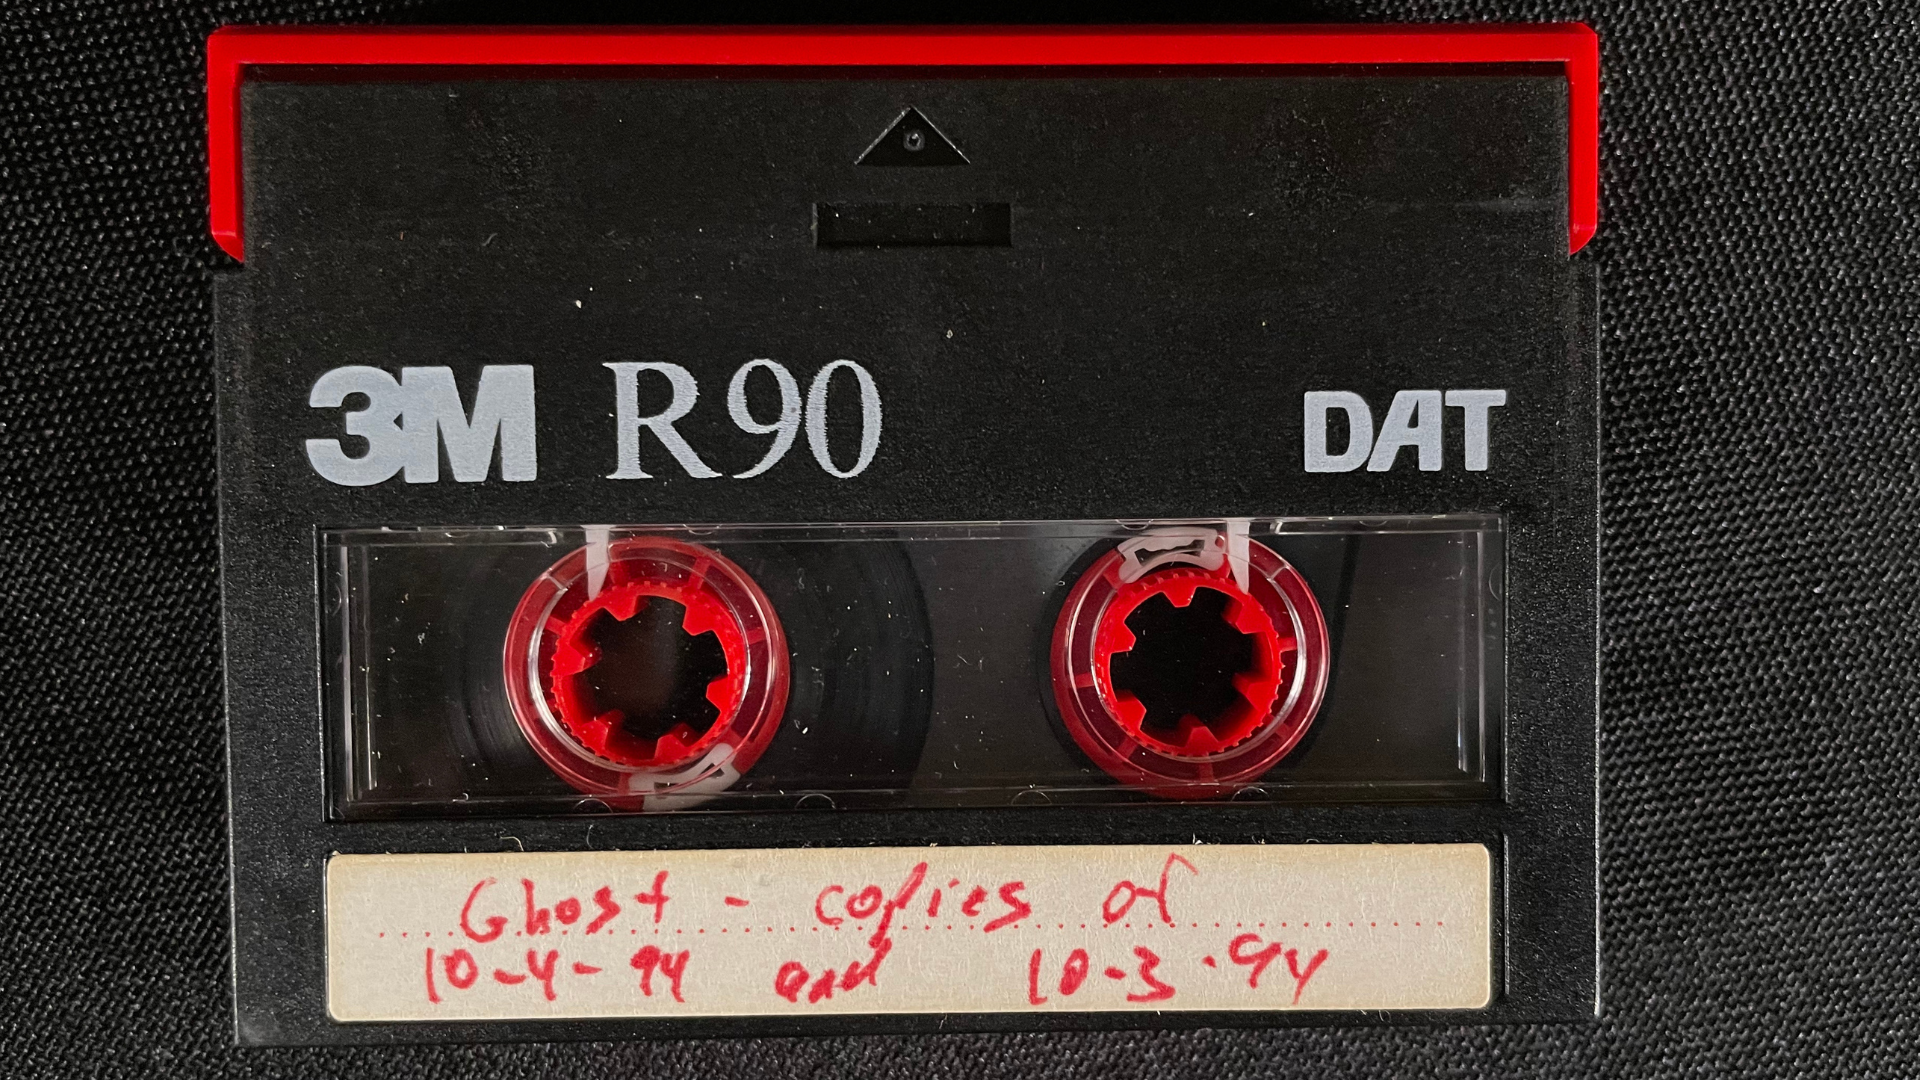 3M R90 DAT
Ghost - copies of
10-4-94 and 10-3-94